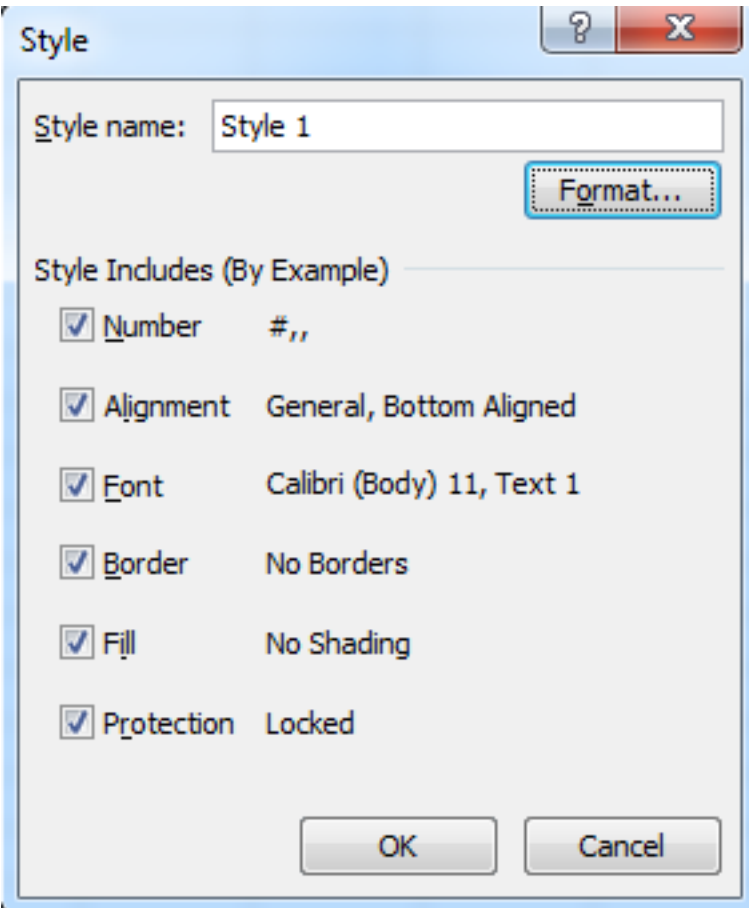 Style
Style name: Style 1
Format...
Style Includes (By Example)
Number #,,
Alignment General, Bottom Aligned
Font Calibri (Body) 11, Text 1
Border No Borders
Fill No Shading
Protection Locked
OK Cancel